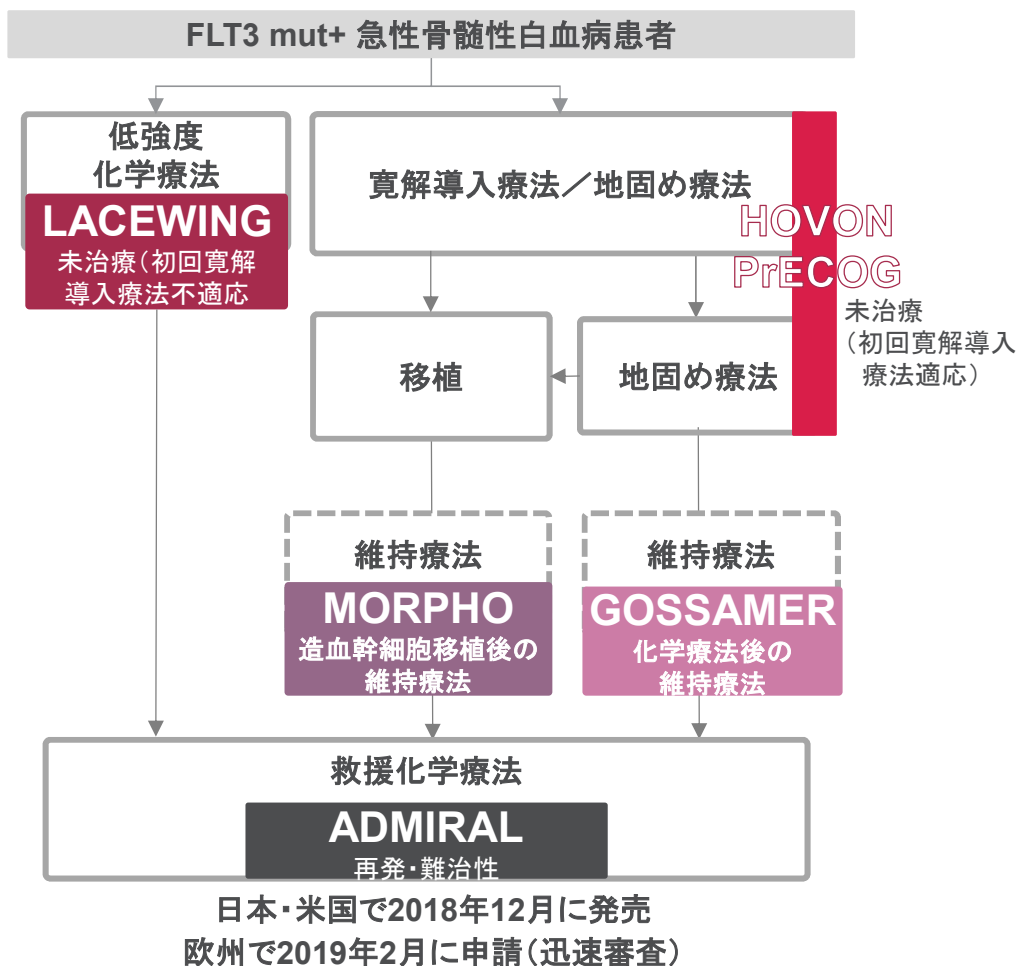 FLT3 mut+ 急性骨髄性白血病患者
低強度
化学療法
LACEWING
未治療（初回寛解
導入療法不適応
寛解導入療法／地固め療法
HOVON
PrECOG
未治療
（初回寛解導入
療法適応）
移植
地固め療法
維持療法
MORPHO
造血幹細胞移植後の
維持療法
維持療法
GOSSAMER
化学療法後の
維持療法
救援化学療法
ADMIRAL
再発・難治性
日本・米国で2018年12月に発売
欧州で2019年2月に申請（迅速審査）